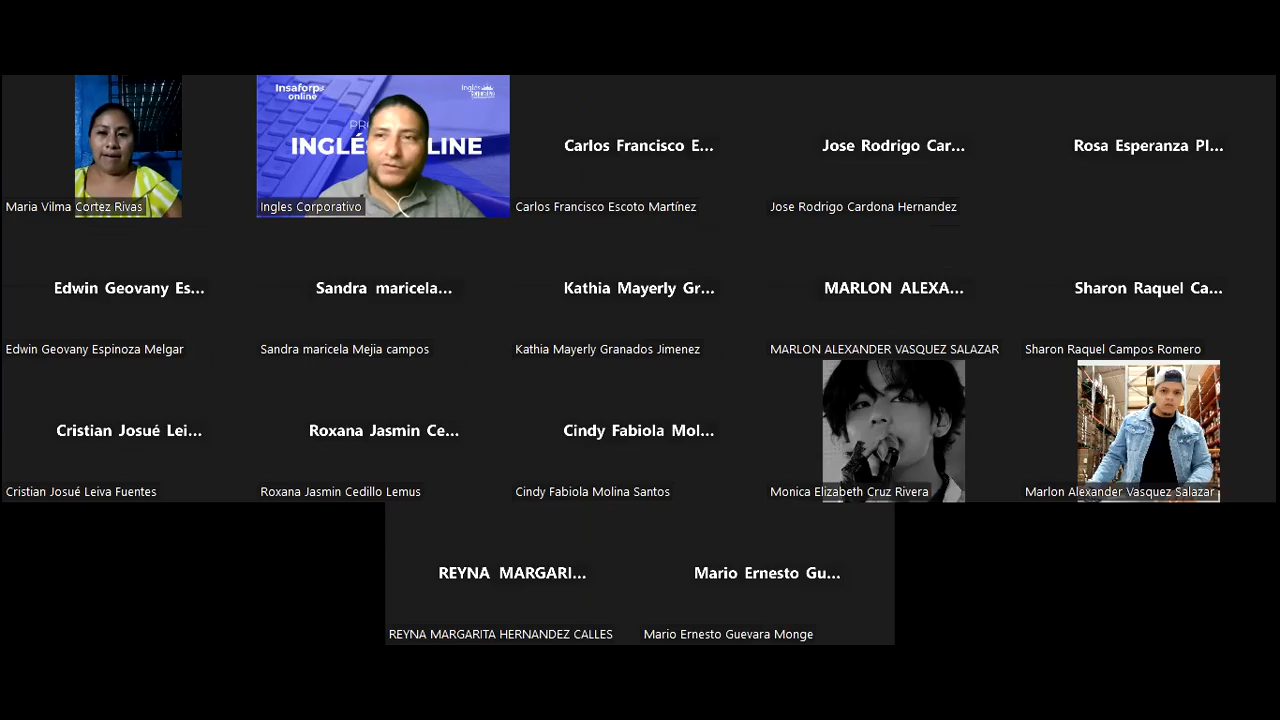 Insaforp
online
Inglés
Corporativo
PR
INGLÉ LINE
Maria Vilma Cortez Rivas
Ingles Corporativo
Carlos Francisco E...
Carlos Francisco Escoto Martínez
Jose Rodrigo Car...
Jose Rodrigo Cardona Hernandez
Rosa Esperanza Pl...
Edwin Geovany Es...
Edwin Geovany Espinoza Melgar
Sandra maricela...
Sandra maricela Mejia campos
Kathia Mayerly Gr...
Kathia Mayerly Granados Jimenez
MARLON ALEXA...
MARLON ALEXANDER VASQUEZ SALAZAR
Sharon Raquel Ca...
Sharon Raquel Campos Romero
Cristian Josué Lei...
Cristian Josué Leiva Fuentes
Roxana Jasmin Ce...
Roxana Jasmin Cedillo Lemus
Cindy Fabiola Mol...
Cindy Fabiola Molina Santos
Monica Elizabeth Cruz Rivera
Marlon Alexander Vasquez Salazar
REYNA MARGARI...
REYNA MARGARITA HERNANDEZ CALLES
Mario Ernesto Gu...
Mario Ernesto Guevara Monge